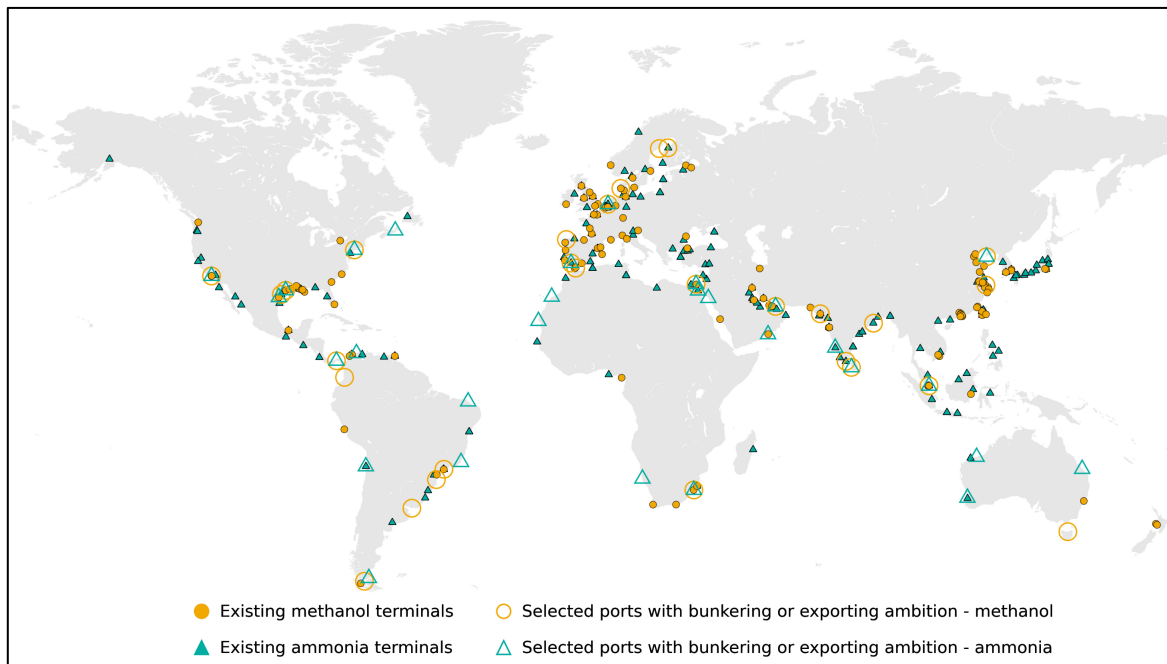 Existing methanol terminals
Selected ports with bunkering or exporting ambition - methanol
Existing ammonia terminals
Selected ports with bunkering or exporting ambition - ammonia